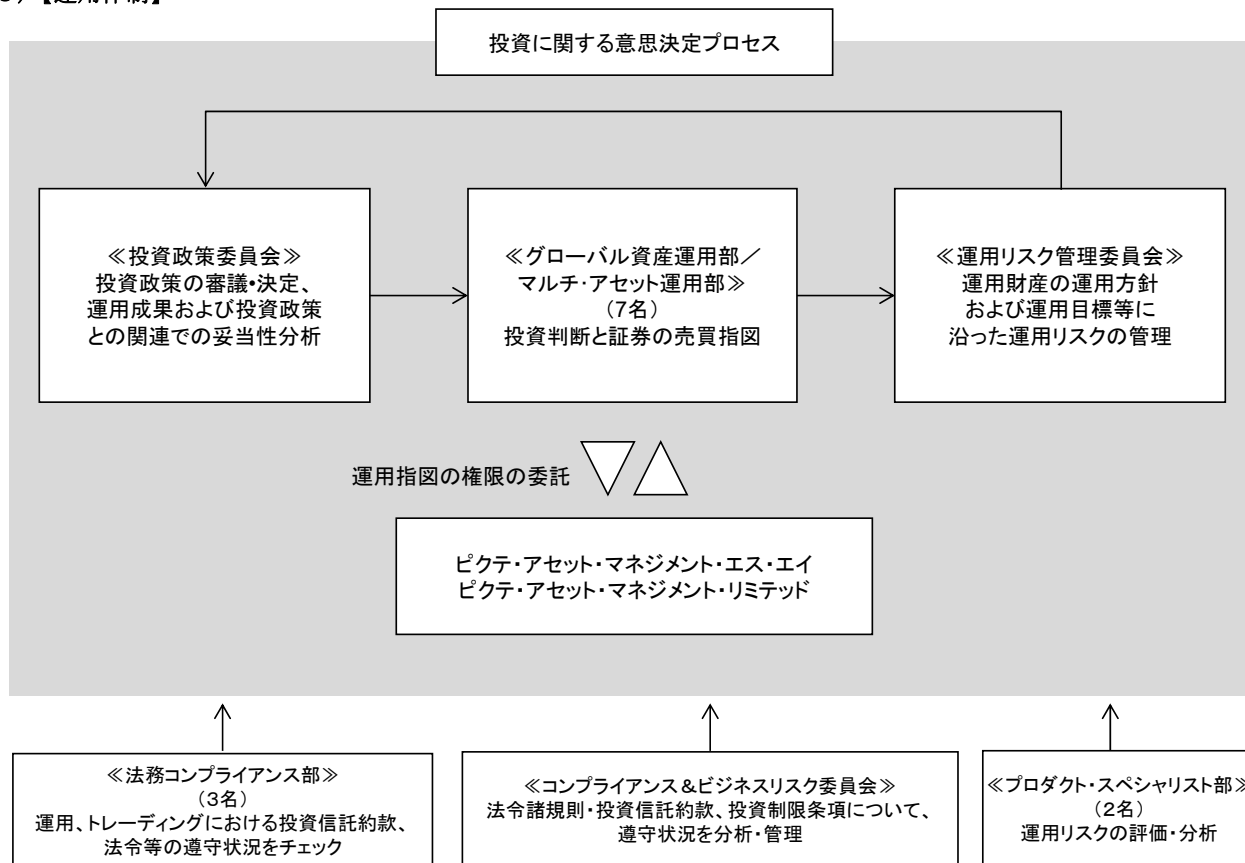 【運用体制】
投資に関する意思決定プロセス
≪投資政策委員会≫
投資政策の審議・決定、
運用成果および投資政策
との関連での妥当性分析
≪グローバル資産運用部／
マルチ・アセット運用部≫
(7名)
投資判断と証券の売買指図
≪運用リスク管理委員会≫
運用財産の運用方針
および運用目標等に
沿った運用リスクの管理
運用指図の権限の委託
ピクテ・アセット・マネジメント・エス・エイ
ピクテ・アセット・マネジメント・リミテッド
≪法務コンプライアンス部≫
(3名)
運用、トレーディングにおける投資信託約款、
法令等の遵守状況をチェック
≪コンプライアンス＆ビジネスリスク委員会≫
法令諸規則・投資信託約款、投資制限条項について、
遵守状況を分析・管理
≪プロダクト・スペシャリスト部≫
(2名)
運用リスクの評価・分析